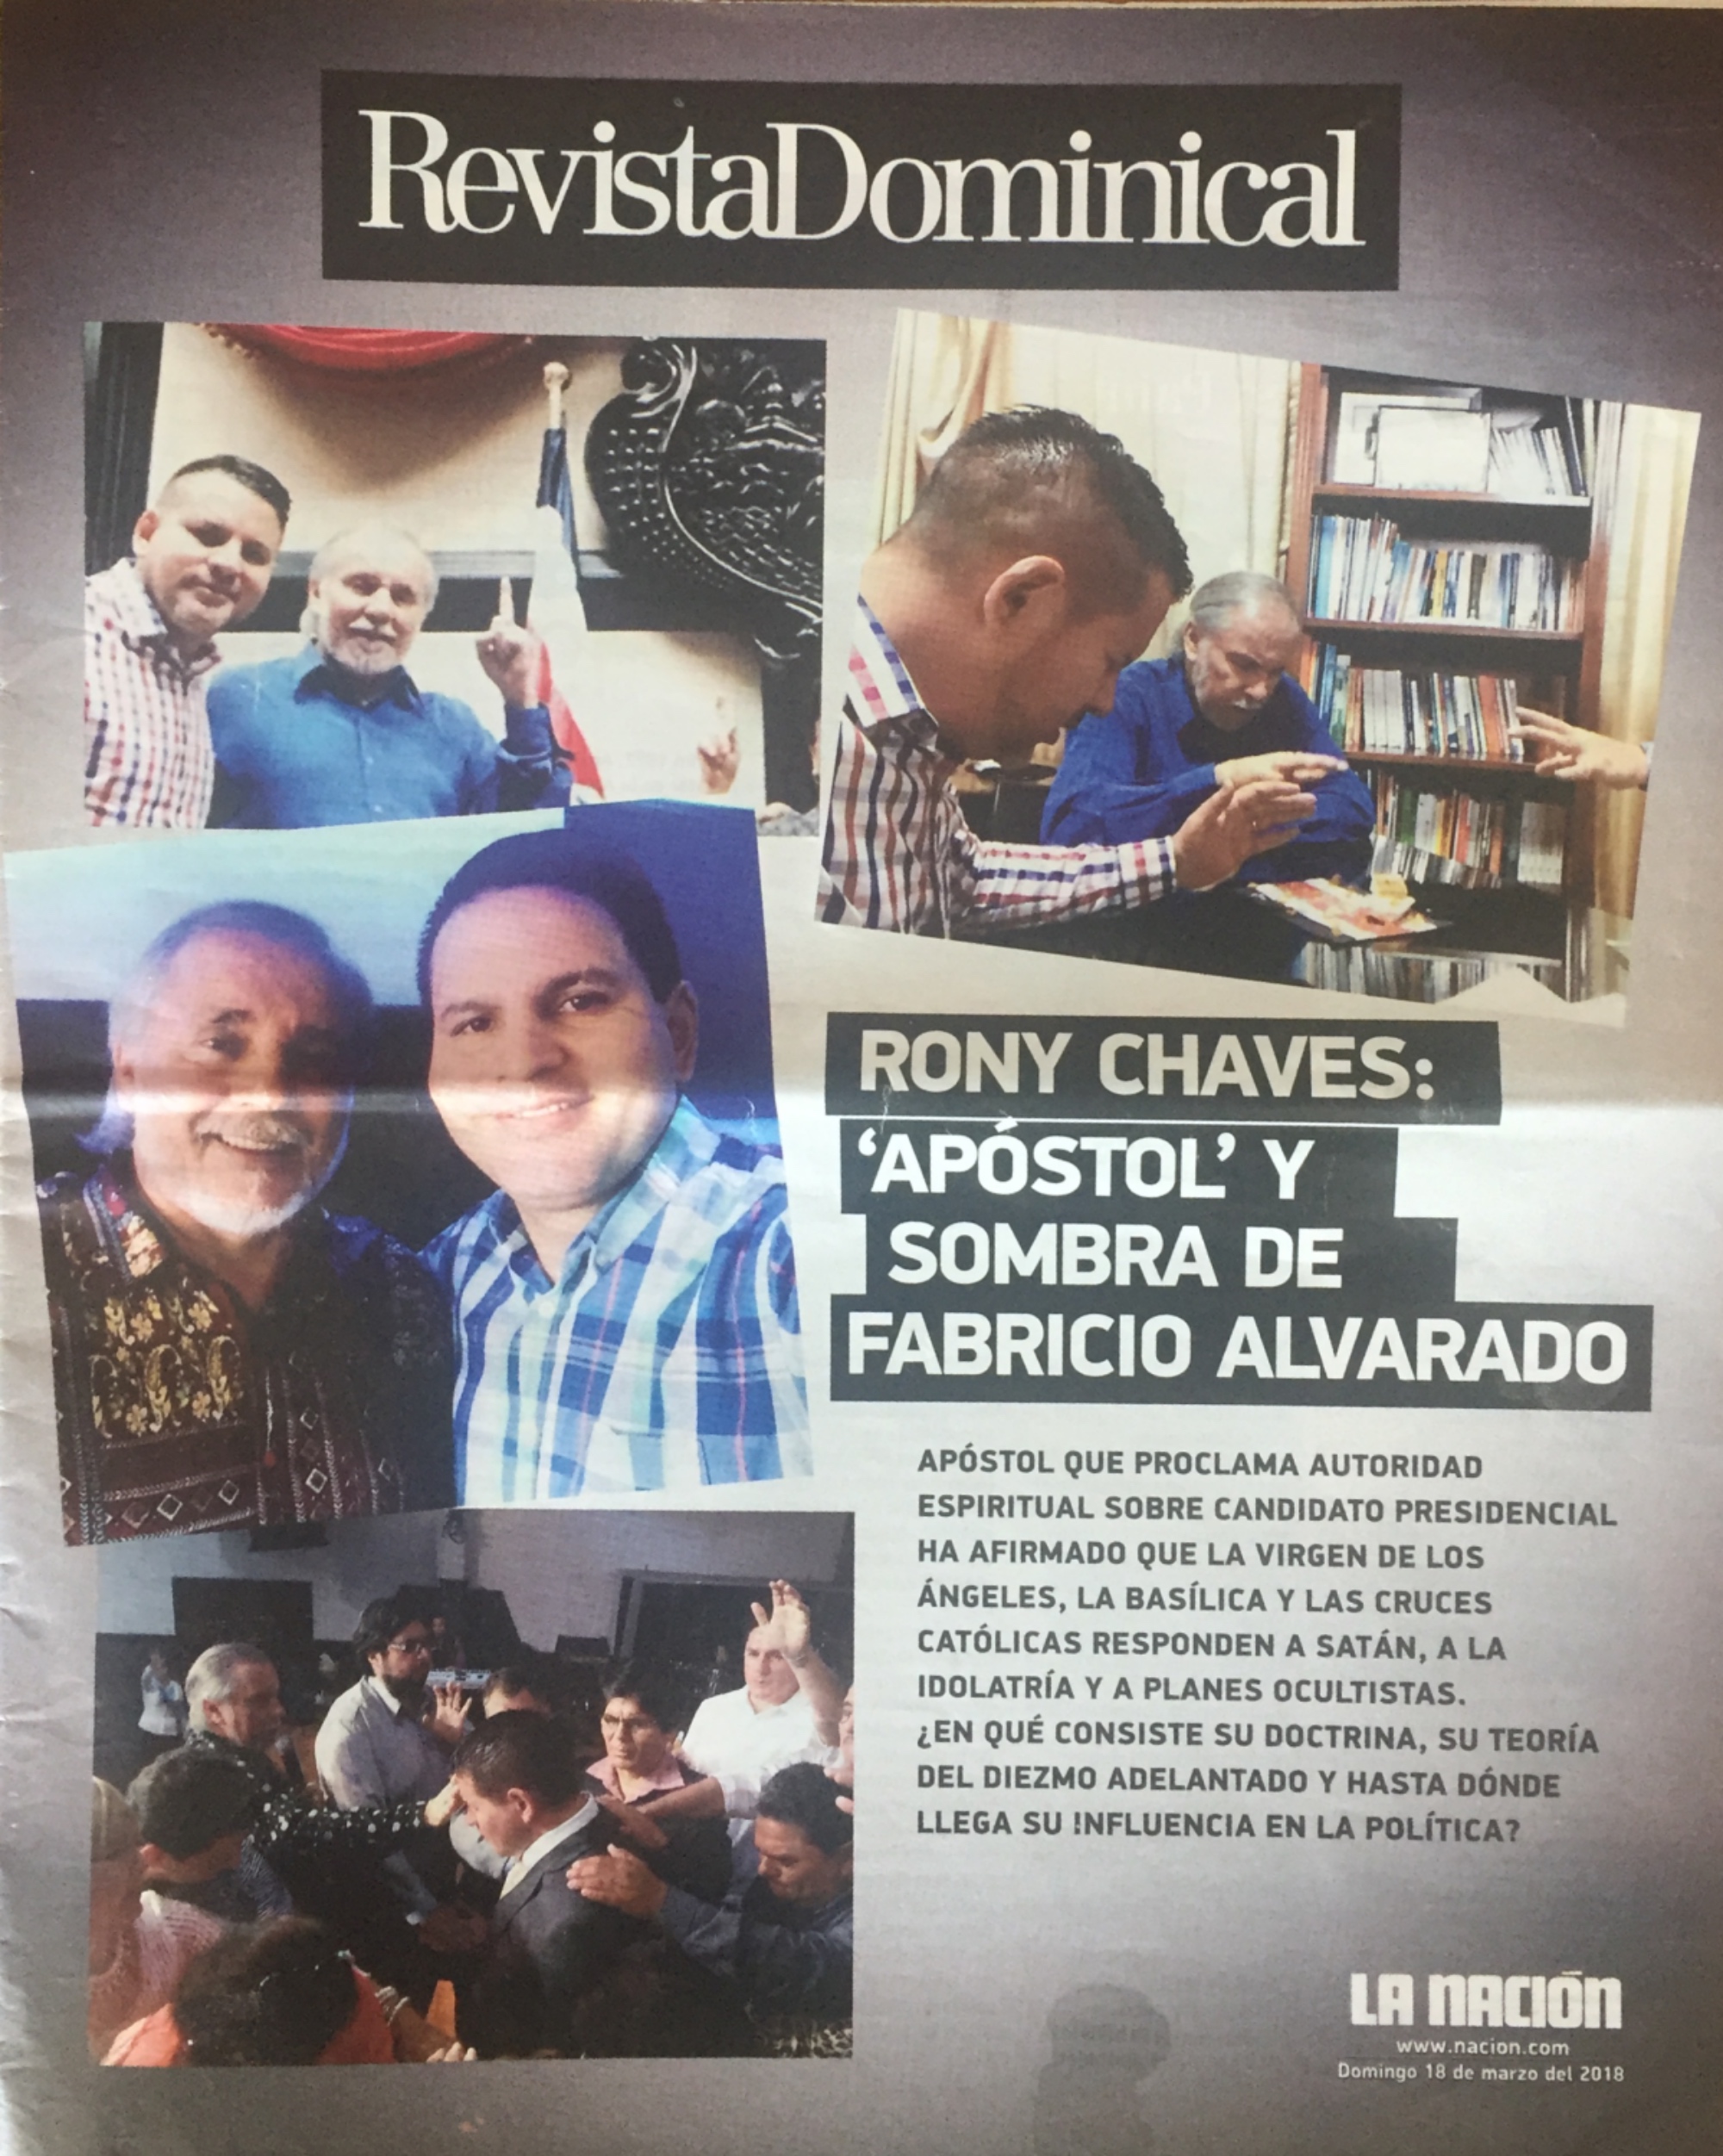 RevistaDominical
RONY CHAVES:
‘APÓSTOL’ Y
SOMBRA DE
FABRICIO ALVARADO
APÓSTOL QUE PROCLAMA AUTORIDAD
ESPIRITUAL SOBRE CANDIDATO PRESIDENCIAL
HA AFIRMADO QUE LA VIRGEN DE LOS
ÁNGELES, LA BASÍLICA Y LAS CRUCES
CATÓLICAS RESPONDEN A SATÁN, A LA
IDOLATRÍA Y A PLANES OCULTISTAS.
¿EN QUÉ CONSISTE SU DOCTRINA, SU TEORÍA
DEL DIEZMO ADELANTADO Y HASTA DÓNDE
LLEGA SU INFLUENCIA EN LA POLÍTICA?
LA NACIÓN
www.nacion.com
Domingo 18 de marzo del 2018